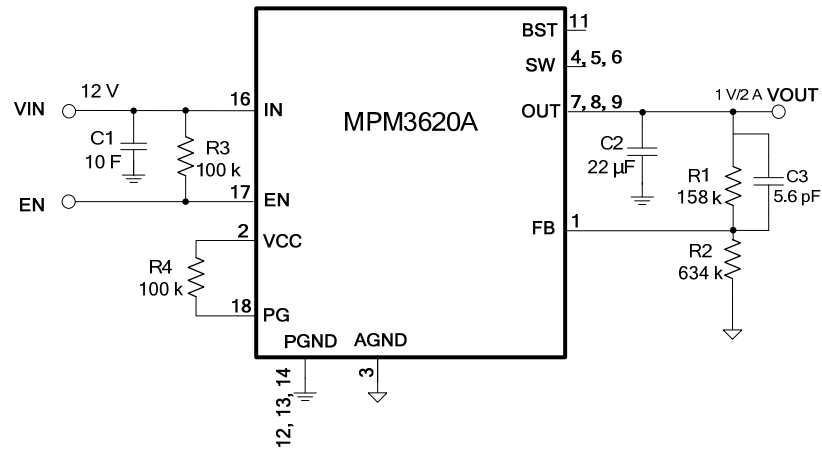 BST
11
SW
4, 5, 6
VIN
12 V
16
IN
MPM3620A
OUT
7, 8, 9
1 V/2 A VOUT
C1
10 F
R3
100 k
C2
22 µF
R1
158 k
C3
5.6 pF
EN
17
EN
2
VCC
FB
1
R4
100 k
R2
634 k
18
PG
PGND
AGND
12, 13, 14
3